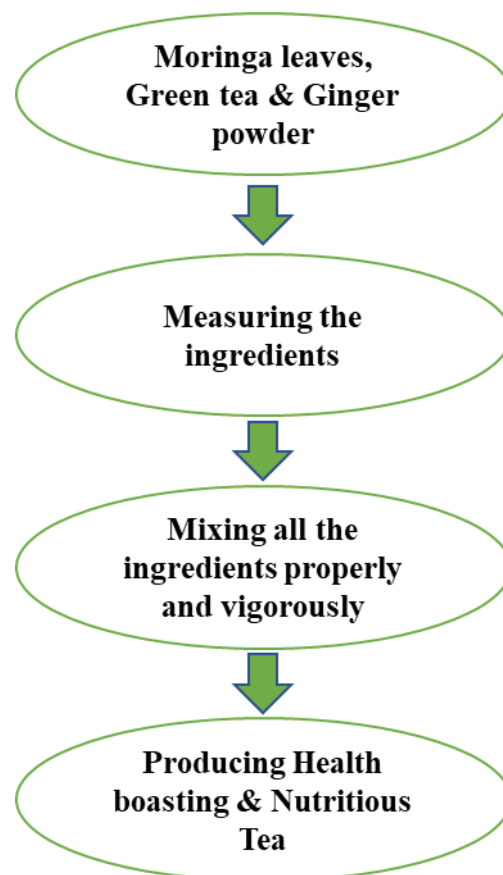 Moringa leaves,
Green tea & Ginger
powder
Measuring the
ingredients
Mixing all the
ingredients properly
and vigorously
Producing Health
boasting & Nutritious
Tea